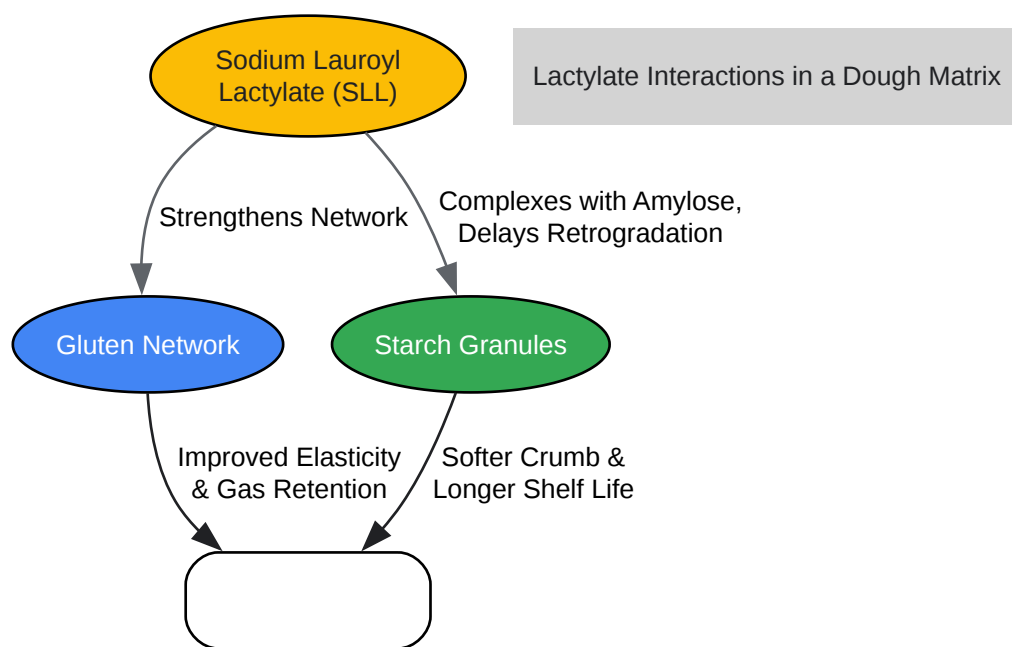 Sodium Lauroyl
Lactylate (SLL)
Lactylate Interactions in a Dough Matrix
Strengthens Network
Complexes with Amylose,
Delays Retrogradation
Gluten Network
Starch Granules
Improved Elasticity
& Gas Retention
Softer Crumb &
Longer Shelf Life